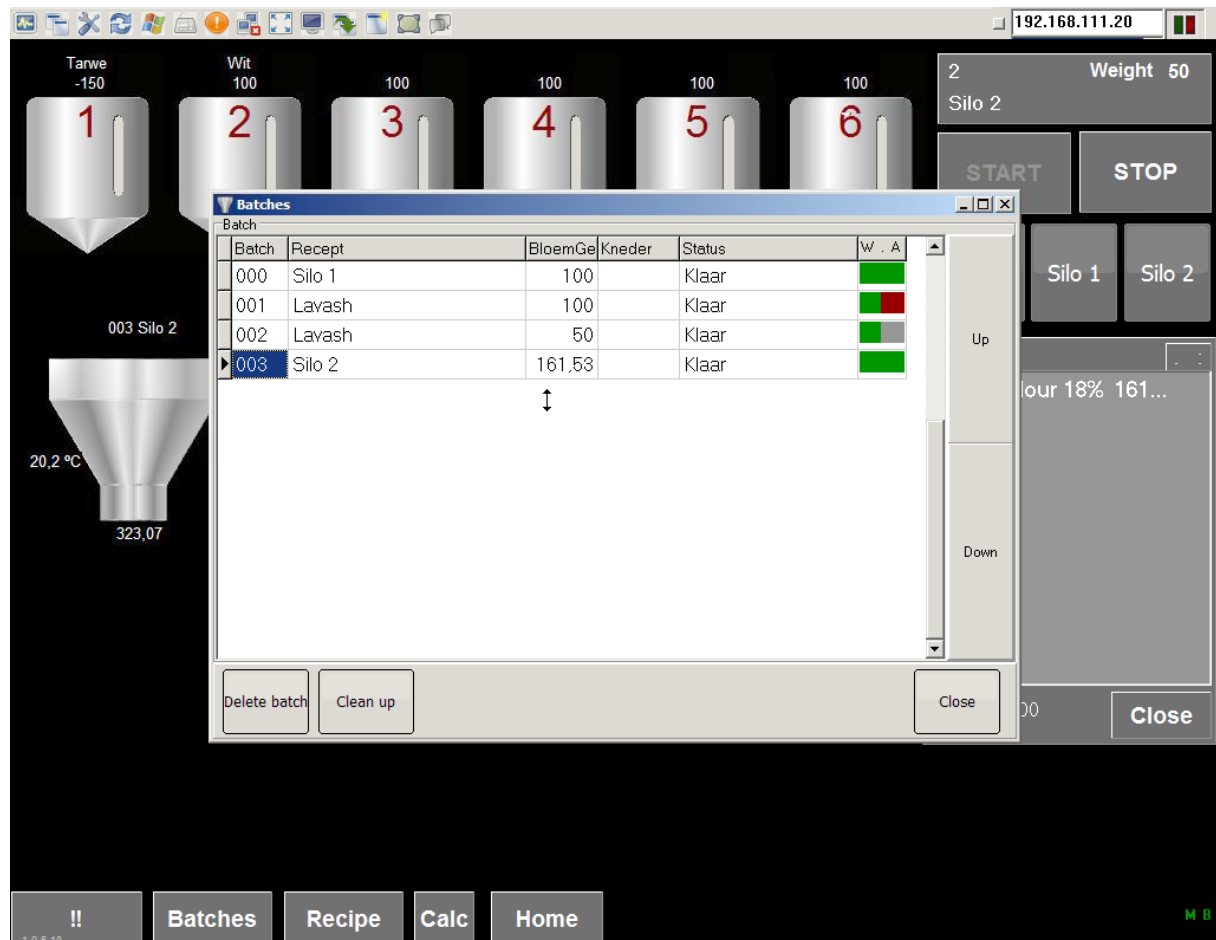 192.168.111.20
Tarwe
-150
Wit
100
100
100
100
100
1
2
3
4
5
6
2
Weight 50
Silo 2
START
STOP
Silo 1
Silo 2
Batches
Batch
Batch Recept BloemGe Kneder Status W . A
000 Silo 1 100 Klaar
001 Lavash 100 Klaar
002 Lavash 50 Klaar
003 Silo 2 161,53 Klaar
Up
Down
Delete batch
Clean up
Close
003 Silo 2
20,2 ºC
323,07
. :
lour 18% 161...
00
Close
!!
Batches
Recipe
Calc
Home
M B